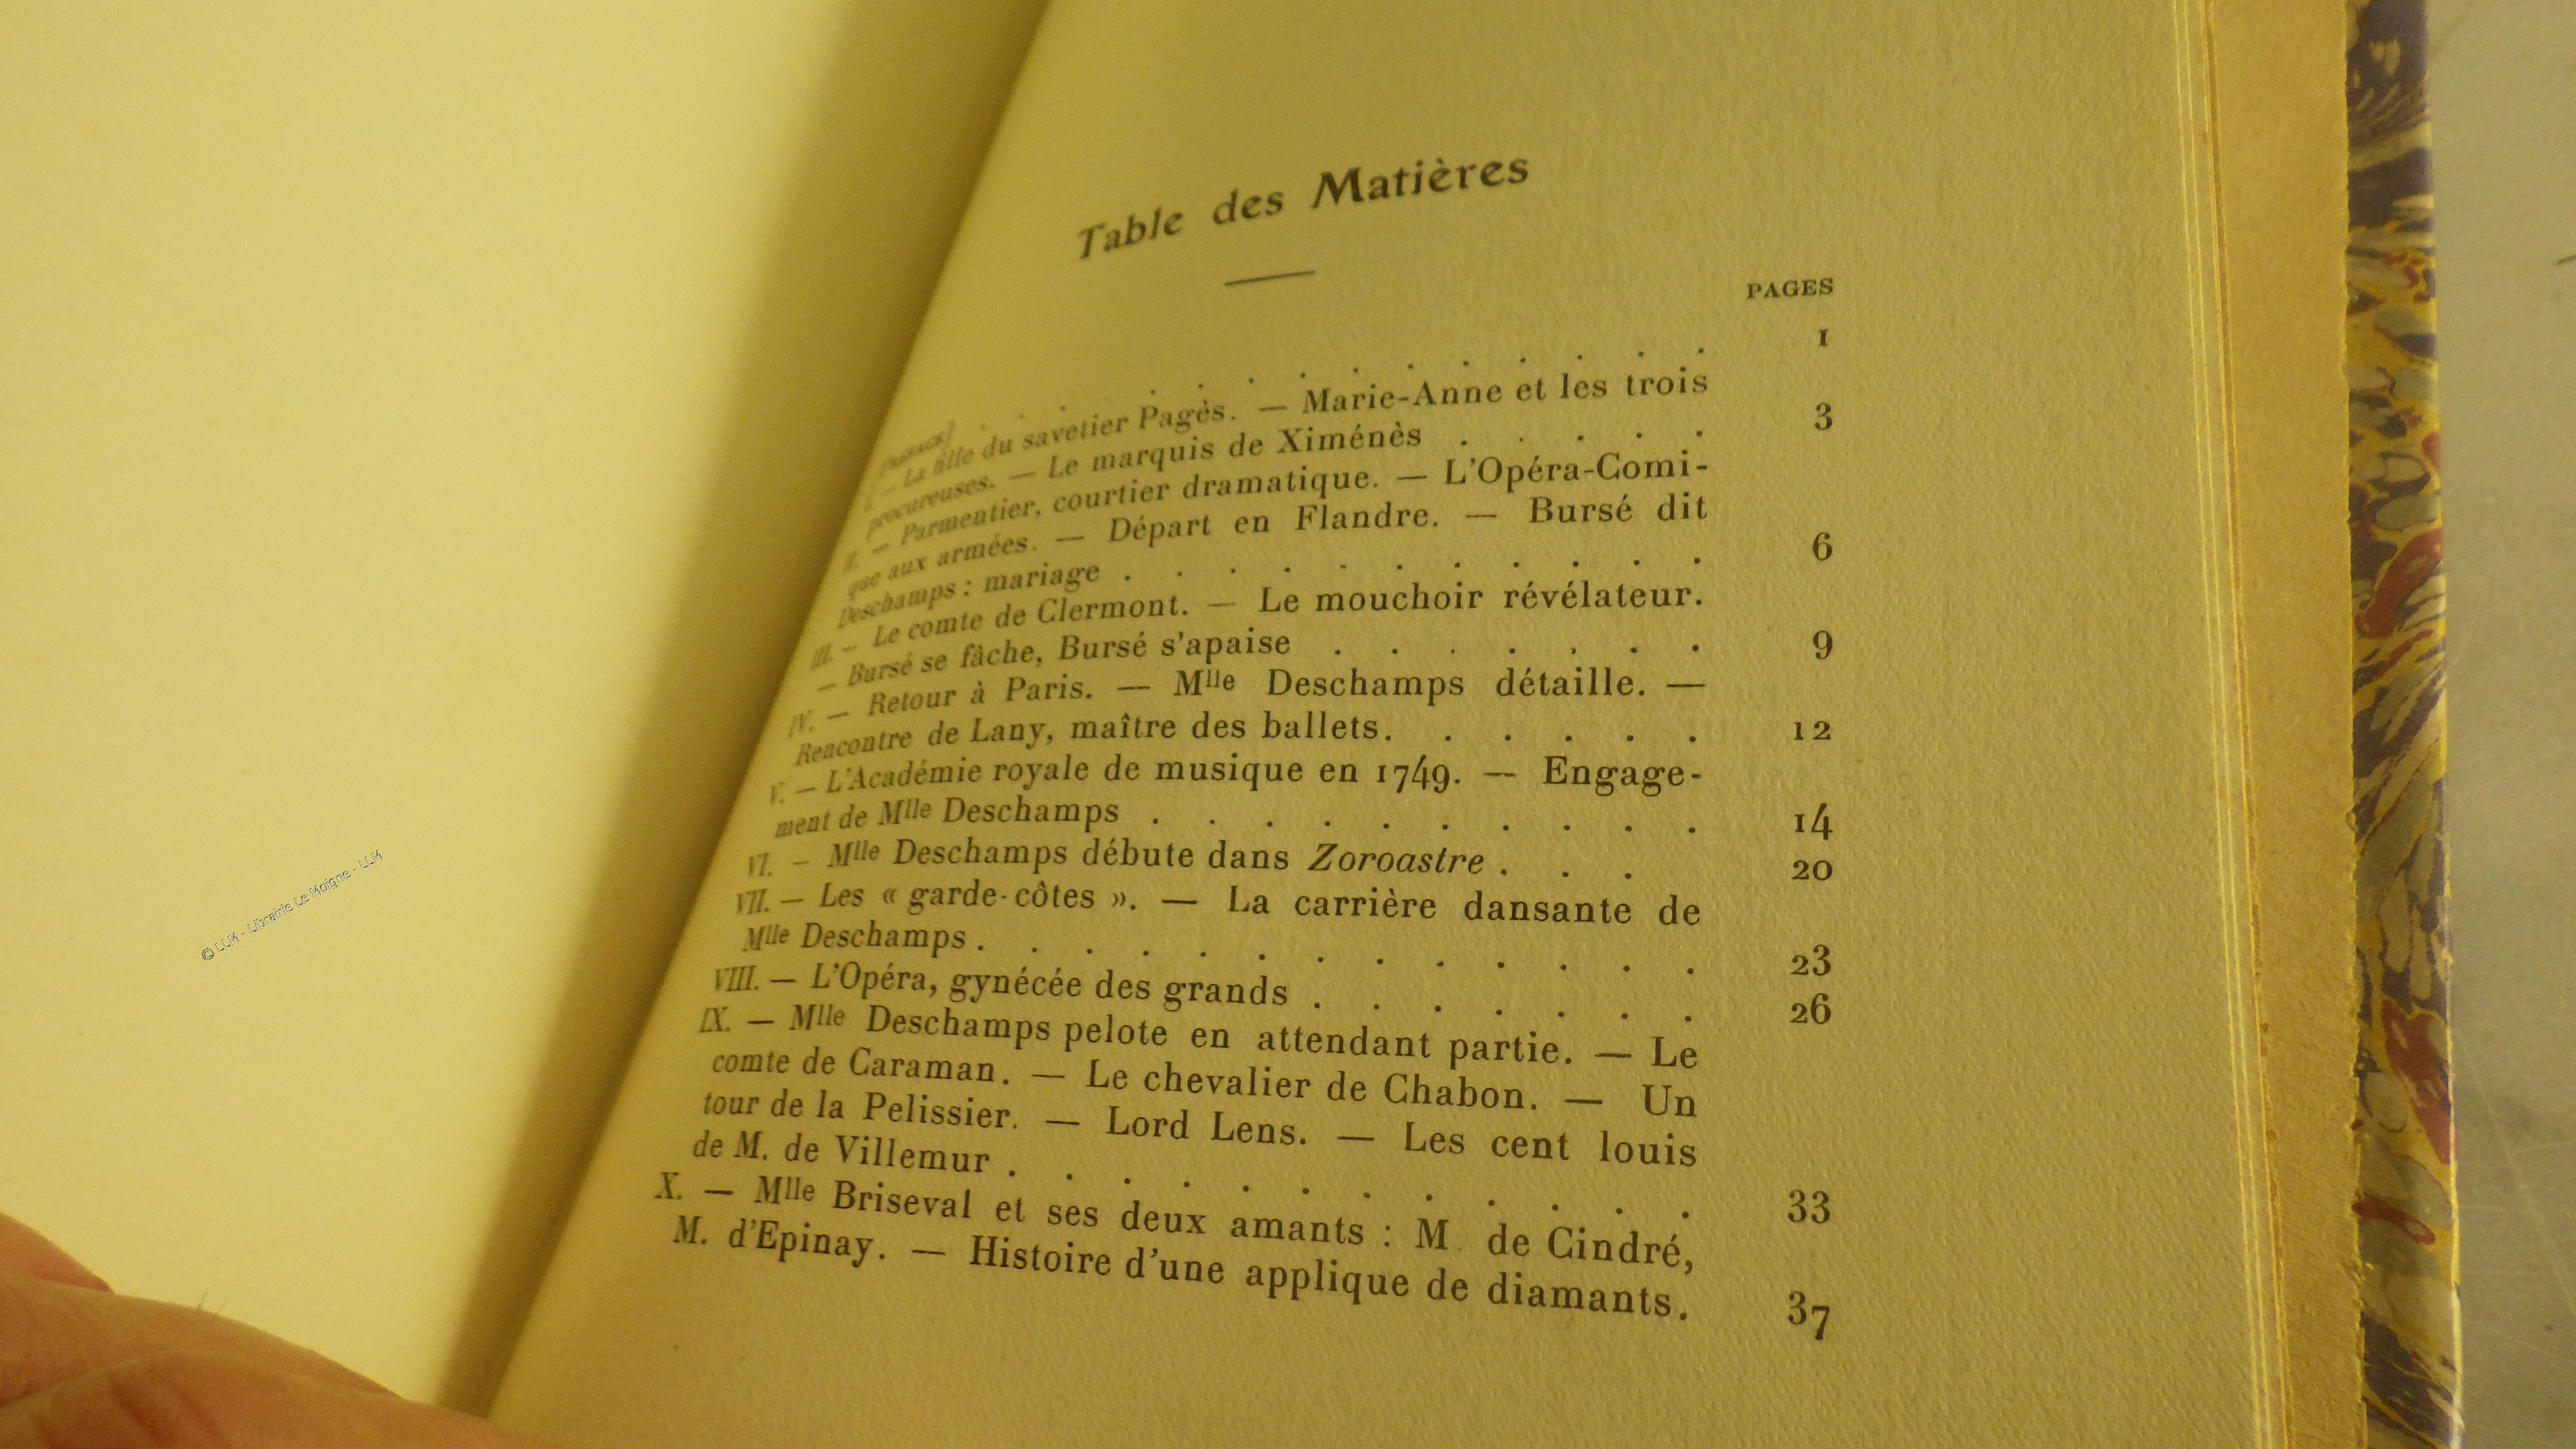 Table des Matières
PAGES
[PRÉFACE] . . . . . . . . . . . 1
I. — La fille du savetier Pagès. — Marie-Anne et les trois
procureuses. — Le marquis de Ximénès . . . . . 3
II. — Parmentier, courtier dramatique. — L'Opéra-Comi-
que aux armées. — Départ en Flandre. — Bursé dit
Deschamps : mariage . . . . . . . . . . . 6
III. — Le comte de Clermont. — Le mouchoir révélateur.
— Bursé se fâche, Bursé s'apaise . . . . . . . 9
IV. — Retour à Paris. — Mlle Deschamps détaille. —
Rencontre de Lany, maître des ballets. . . . . . 12
V. — L'Académie royale de musique en 1749. — Engage-
ment de Mlle Deschamps . . . . . . . . . . 14
VI. — Mlle Deschamps débute dans Zoroastre . . . 20
VII. — Les « garde-côtes ». — La carrière dansante de
Mlle Deschamps . . . . . . . . . . . . . 23
VIII. — L'Opéra, gynécée des grands . . . . . . . 26
IX. — Mlle Deschamps pelote en attendant partie. — Le
comte de Caraman. — Le chevalier de Chabon. — Un
tour de la Pelissier. — Lord Lens. — Les cent louis
de M. de Villemur . . . . . . . . . . . . 33
X. — Mlle Briseval et ses deux amants : M. de Cindré,
M. d'Epinay. — Histoire d'une applique de diamants. 37
© LLM - Librairie Le Moigne - LLM